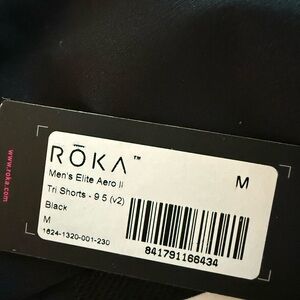 www.roka.com
RŌKA™
Men's Elite Aero II
M
Tri Shorts - 9 5 (v2)
Black
M
1624-1320-001-230
841791166434